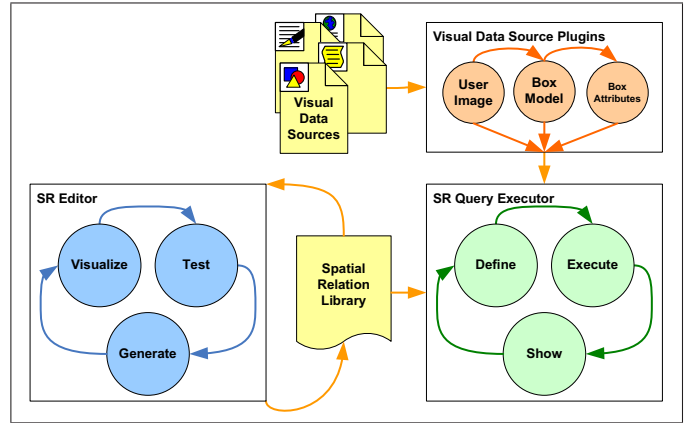 Visual Data Source Plugins
User
Image
Box
Model
Box
Attributes
Visual
Data
Sources
SR Editor
Visualize
Test
Generate
Spatial
Relation
Library
SR Query Executor
Define
Execute
Show